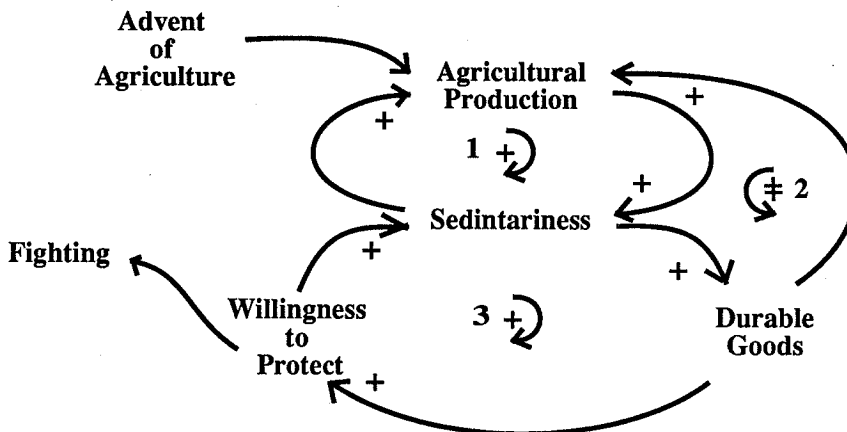 Advent
of
Agriculture
Agricultural
Production
+
+
1 +
+
+ 2
Sedintariness
+
+
Fighting
Willingness
to
Protect
3 +
Durable
Goods
+